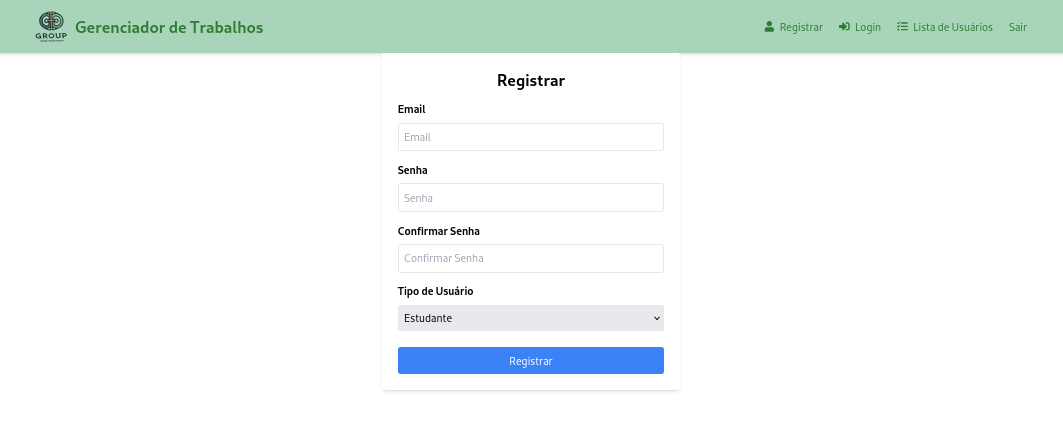 GROUP
Gerenciador de Trabalhos
Registrar
Login
Lista de Usuários
Sair
Registrar
Email
Email
Senha
Senha
Confirmar Senha
Confirmar Senha
Tipo de Usuário
Estudante
Registrar